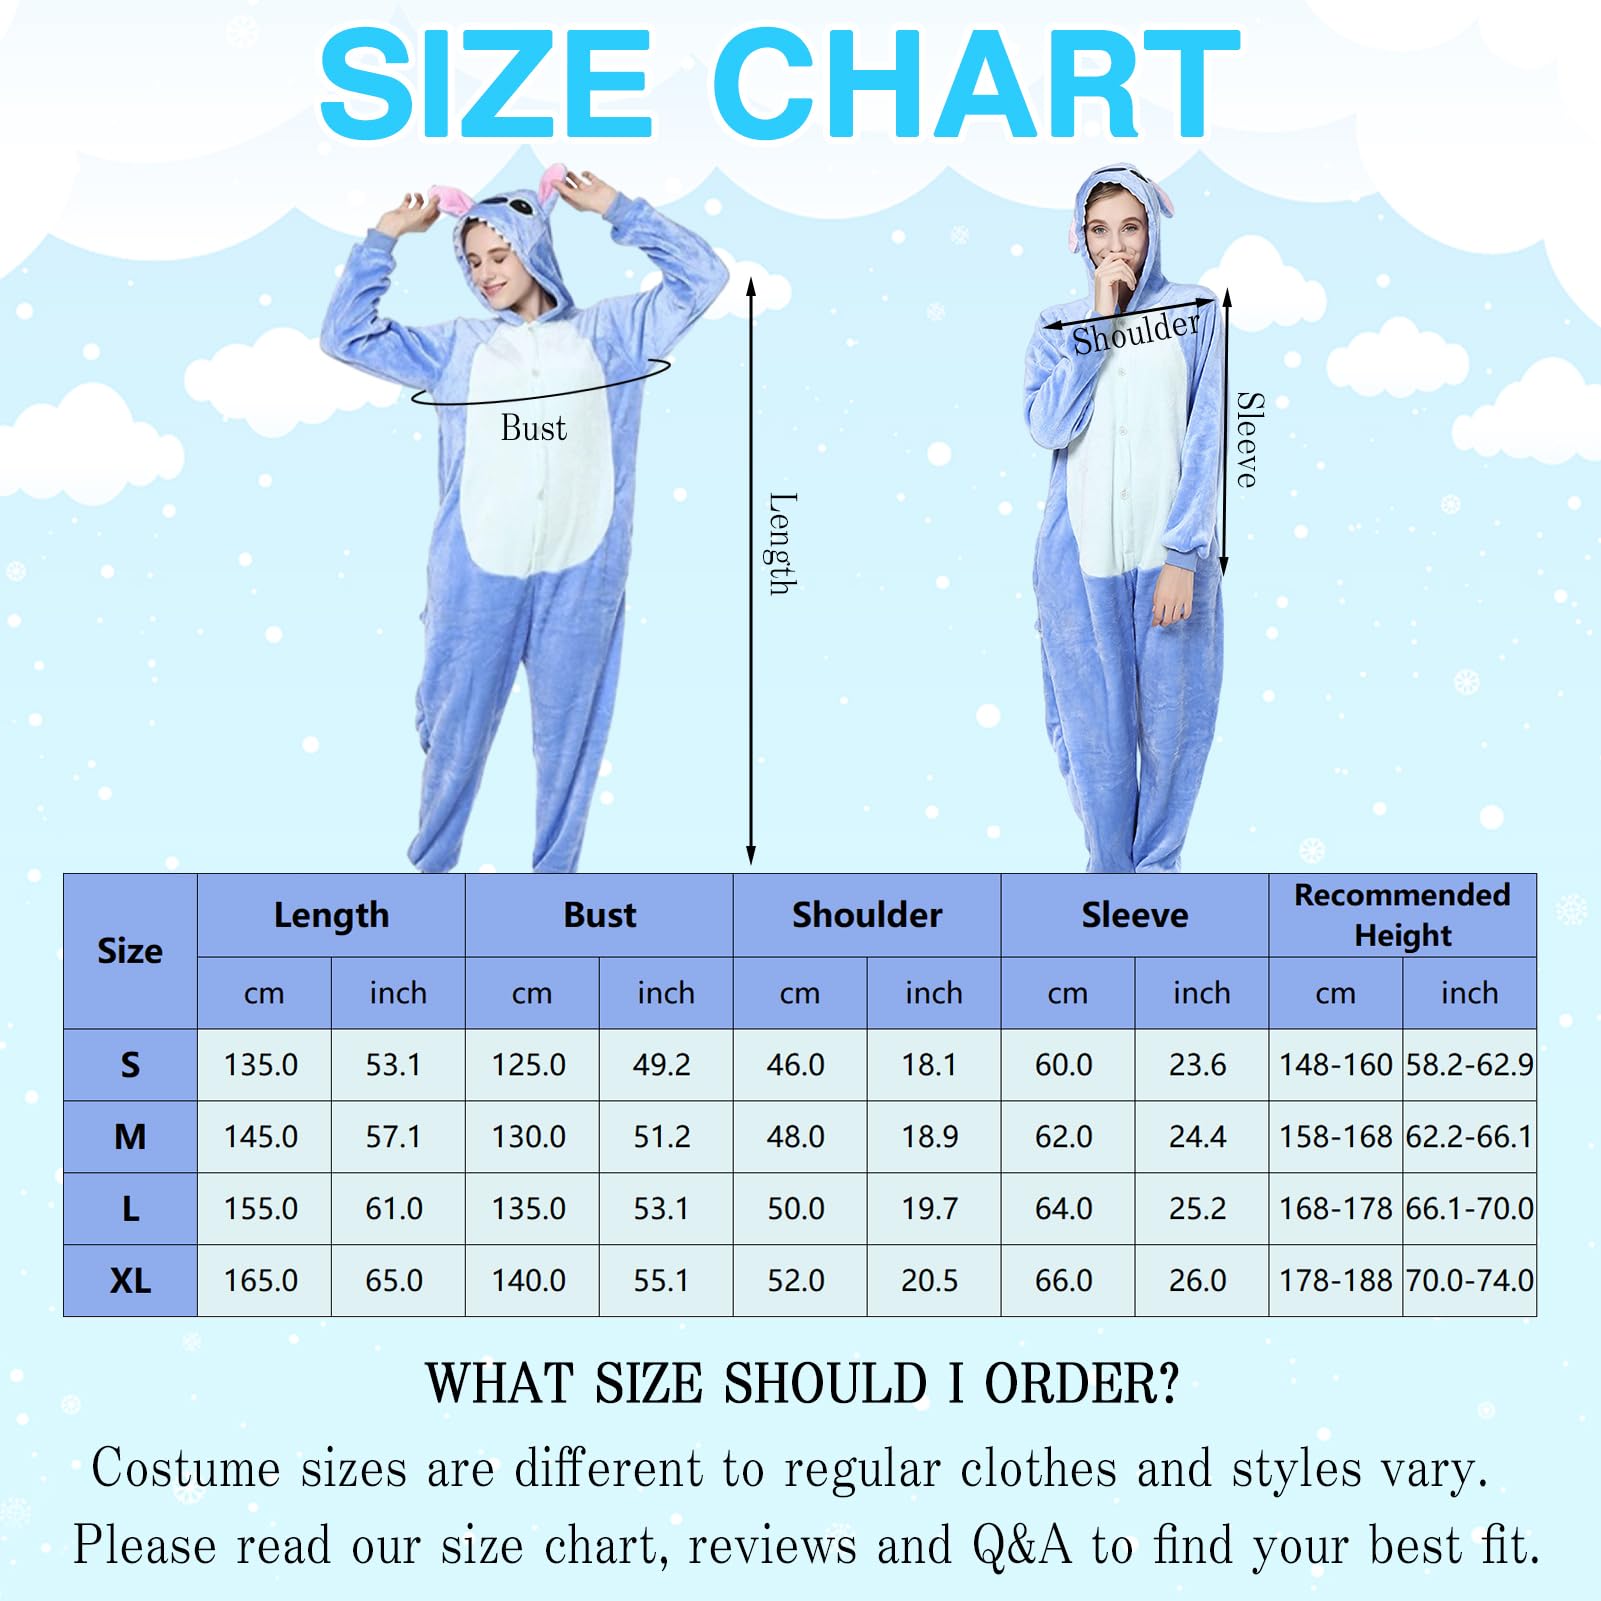 SIZE CHART
Bust
Length
Shoulder
Sleeve
Size Length Bust Shoulder Sleeve Recommended Height
cm inch cm inch cm inch cm inch cm inch
S 135.0 53.1 125.0 49.2 46.0 18.1 60.0 23.6 148-160 58.2-62.9
M 145.0 57.1 130.0 51.2 48.0 18.9 62.0 24.4 158-168 62.2-66.1
L 155.0 61.0 135.0 53.1 50.0 19.7 64.0 25.2 168-178 66.1-70.0
XL 165.0 65.0 140.0 55.1 52.0 20.5 66.0 26.0 178-188 70.0-74.0
WHAT SIZE SHOULD I ORDER?
Costume sizes are different to regular clothes and styles vary.
Please read our size chart, reviews and Q&A to find your best fit.